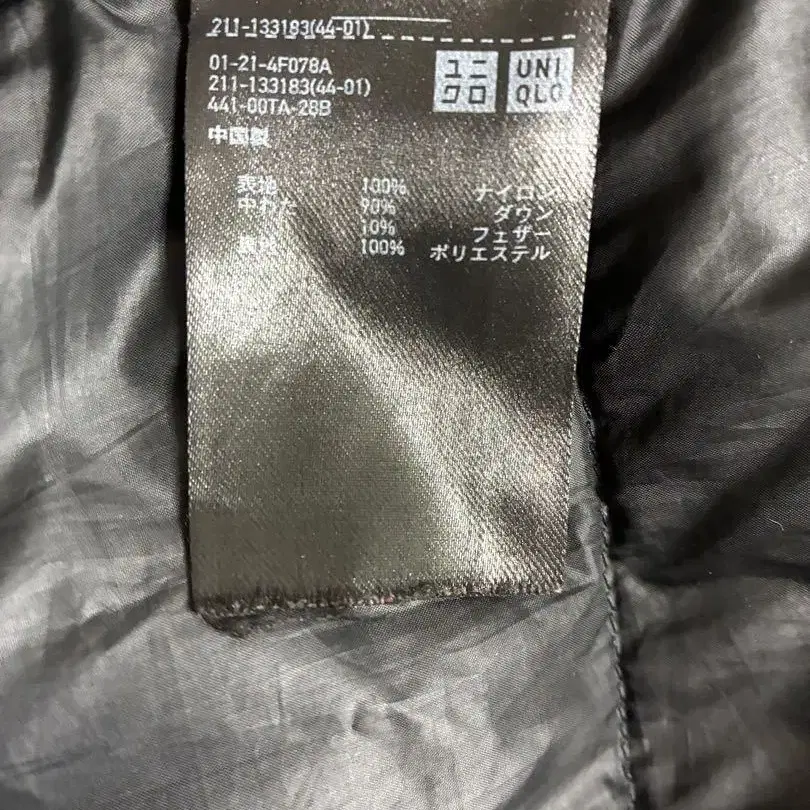 211-133183(44-01)
01-21-4F078A
211-133183(44-01)
441-00TA-28B
ユニクロ
UNIQLO
中国製
表地 100% ナイロン
中わた 90% ダウン
10% フェザー
裏地 100% ポリエステル